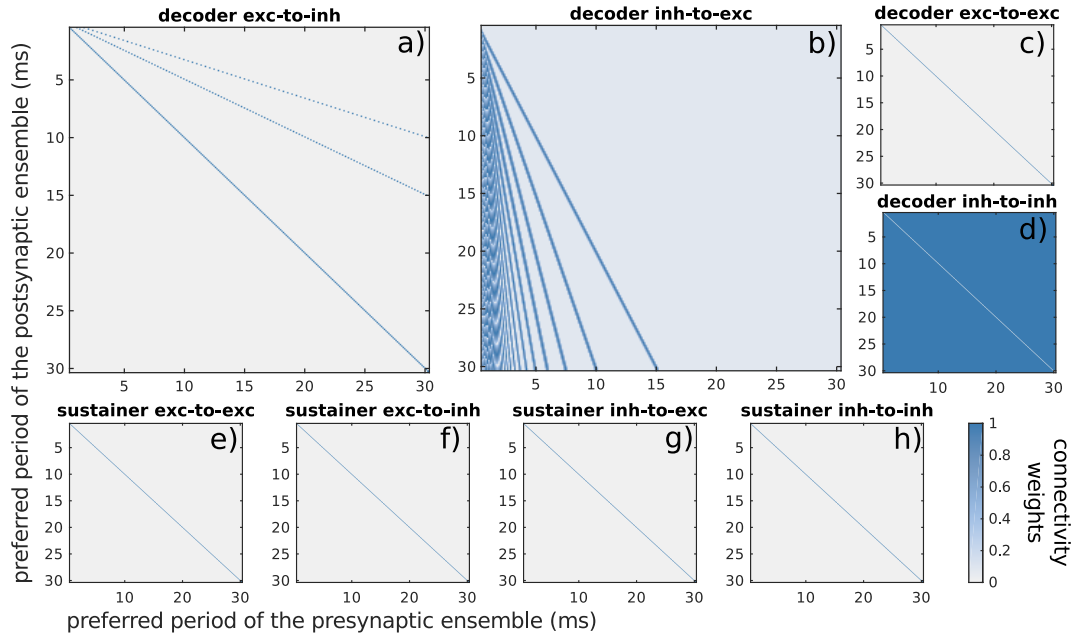 decoder exc-to-inh
a)
5
10
15
20
25
30
5 10 15 20 25 30
decoder inh-to-exc
b)
5
10
15
20
25
30
5 10 15 20 25 30
decoder exc-to-exc
c)
5
10
15
20
25
30
10 20 30
decoder inh-to-inh
d)
5
10
15
20
25
30
10 20 30
sustainer exc-to-exc
e)
5
10
15
20
25
30
10 20 30
sustainer exc-to-inh
f)
5
10
15
20
25
30
10 20 30
sustainer inh-to-exc
g)
5
10
15
20
25
30
10 20 30
sustainer inh-to-inh
h)
5
10
15
20
25
30
10 20 30
1
0.8
0.6
0.4
0.2
0
connectivity
weights
preferred period of the postsynaptic ensemble (ms)
preferred period of the presynaptic ensemble (ms)